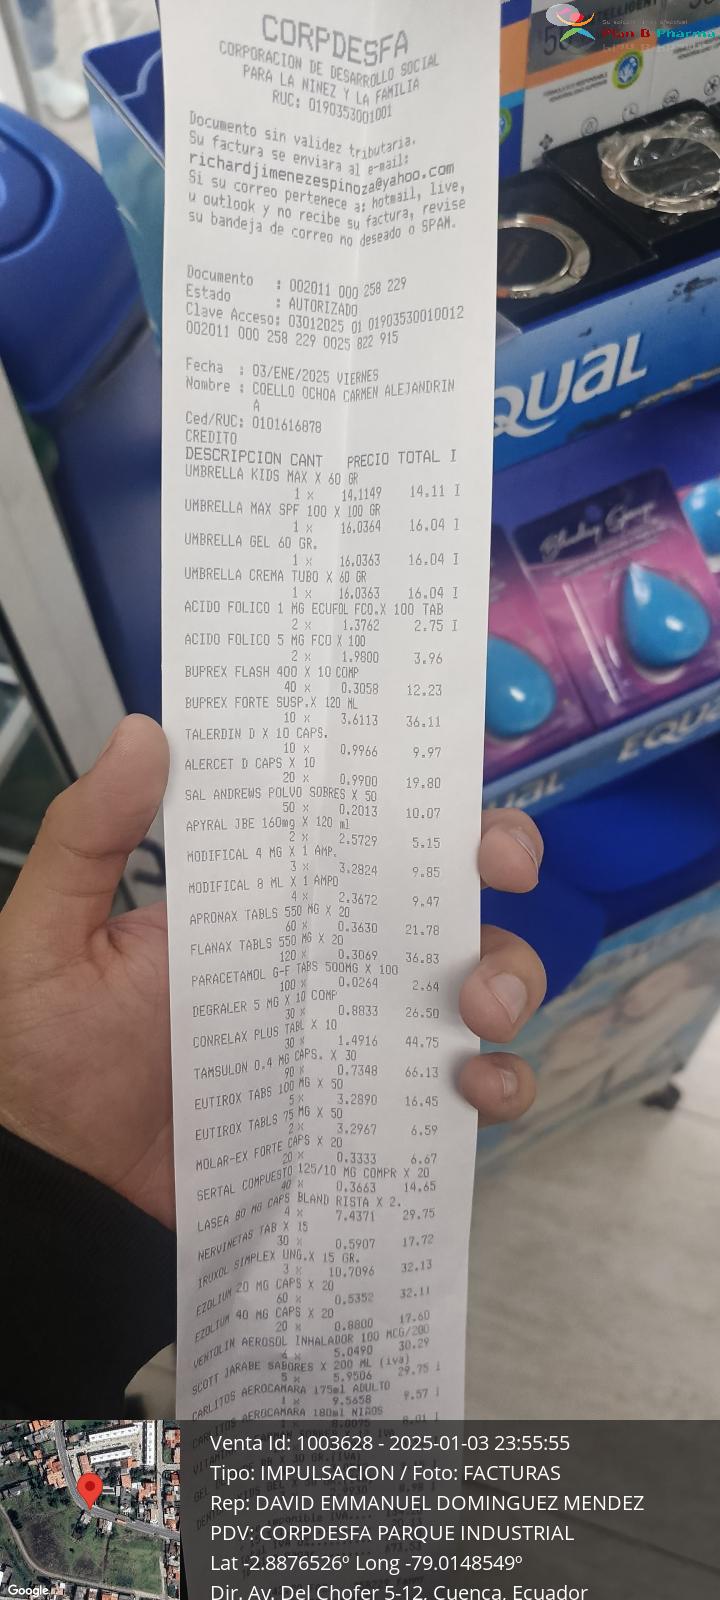 CORPDESFA
CORPORACION DE DESARROLLO SOCIAL
PARA LA NINEZ Y LA FAMILIA
RUC: 0190353001001
Documento sin validez tributaria.
Su factura se enviara al e-mail:
richardjimenezespinoza@yahoo.com
Si su correo pertenece a: hotmail, live,
u outlook y no recibe su factura, revise
su bandeja de correo no deseado o SPAM.
Documento : 002011 000 258 229
Estado : AUTORIZADO
Clave Acceso: 03012025 01 01903530010012
002011 000 258 229 0025 822 915
Fecha : 03/ENE/2025 VIERNES
Nombre : COELLO OCHOA CARMEN ALEJANDRIN
A
Ced/RUC: 0101616878
CREDITO
DESCRIPCION CANT PRECIO TOTAL I
UMBRELLA KIDS MAX X 60 GR
1 x 14.1149 14.11 I
UMBRELLA MAX SPF 100 X 100 GR
1 x 16.0364 16.04 I
UMBRELLA GEL 60 GR.
1 x 16.0363 16.04 I
UMBRELLA CREMA TUBO X 60 GR
1 x 16.0363 16.04 I
ACIDO FOLICO 1 MG ECUFOL FCO.X 100 TAB
2 x 1.3762 2.75 I
ACIDO FOLICO 5 MG FCO X 100
2 x 1.9800 3.96
BUPREX FLASH 400 X 10 COMP
40 x 0.3058 12.23
BUPREX FORTE SUSP.X 120 ML
10 x 3.6113 36.11
TALERDIN D X 10 CAPS.
10 x 0.9966 9.97
ALERCET D CAPS X 10
20 x 0.9900 19.80
SAL ANDREWS POLVO SOBRES X 50
50 x 0.2013 10.07
APYRAL JBE 160mg X 120 ml
2 x 2.5729 5.15
MODIFICAL 4 MG X 1 AMP.
3 x 3.2824 9.85
MODIFICAL 8 ML X 1 AMPO
4 x 2.3672 9.47
APRONAX TABLS 550 MG X 20
60 x 0.3630 21.78
FLANAX TABLS 550 MG X 20
120 x 0.3069 36.83
PARACETAMOL G-F TABS 500MG X 100
100 x 0.0264 2.64
DEGRALER 5 MG X 10 COMP
30 x 0.8833 26.50
CONRELAX PLUS TABL X 10
30 x 1.4916 44.75
TAMSULON 0.4 MG CAPS. X 30
90 x 0.7348 66.13
EUTIROX TABS 100 MG X 50
5 x 3.2890 16.45
EUTIROX TABLS 75 MG X 50
2 x 3.2967 6.59
MOLAR-EX FORTE CAPS X 20
20 x 0.3333 6.67
SERTAL COMPUESTO 125/10 MG COMPR X 20
40 x 0.3663 14.65
LASEA 80 MG CAPS BLAND RISTA X 2.
4 x 7.4371 29.75
NERVINETAS TAB X 15
30 x 0.5907 17.72
IRUXOL SIMPLEX UNG.X 15 GR.
3 x 10.7096 32.13
EZOLIUM 20 MG CAPS X 20
60 x 0.5352 32.11
EZOLIUM 40 MG CAPS X 20
20 x 0.8800 17.60
VENTOLIN AEROSOL INHALADOR 100 MCG/200
6 x 5.0490 30.29
SCOTT JARABE SABORES X 200 ML (iva)
5 x 5.9506 29.75 I
CARLITOS AEROCAMARA 175ml ADULTO
1 x 9.5658 9.57 I
CARLITOS AEROCAMARA 180ml NIÑOS
Plan B Pharma
QUAL
Blending Sponge
EQUAL
Google
Venta Id: 1003628 - 2025-01-03 23:55:55
Tipo: IMPULSACION / Foto: FACTURAS
Rep: DAVID EMMANUEL DOMINGUEZ MENDEZ
PDV: CORPDESFA PARQUE INDUSTRIAL
Lat -2.8876526º Long -79.0148549º
Dir. Av. Del Chofer 5-12, Cuenca, Ecuador